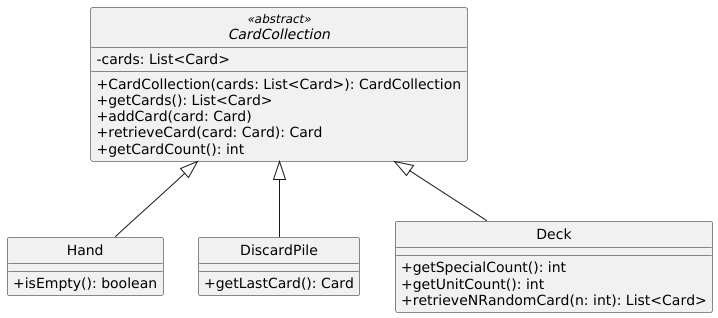 «abstract»
CardCollection
-cards: List<Card>
+CardCollection(cards: List<Card>): CardCollection
+getCards(): List<Card>
+addCard(card: Card)
+retrieveCard(card: Card): Card
+getCardCount(): int
Hand
+isEmpty(): boolean
DiscardPile
+getLastCard(): Card
Deck
+getSpecialCount(): int
+getUnitCount(): int
+retrieveNRandomCard(n: int): List<Card>